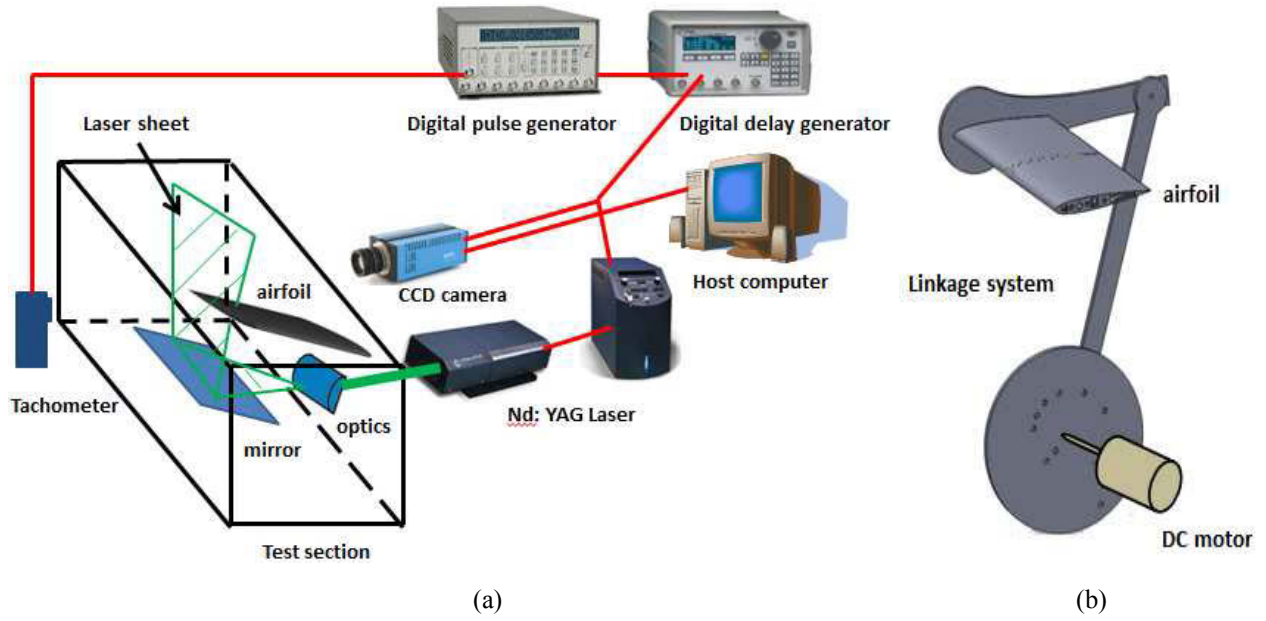 Digital pulse generator
Digital delay generator
Laser sheet
airfoil
CCD camera
Host computer
Tachometer
mirror
optics
Nd: YAG Laser
Test section
(a)
airfoil
Linkage system
DC motor
(b)